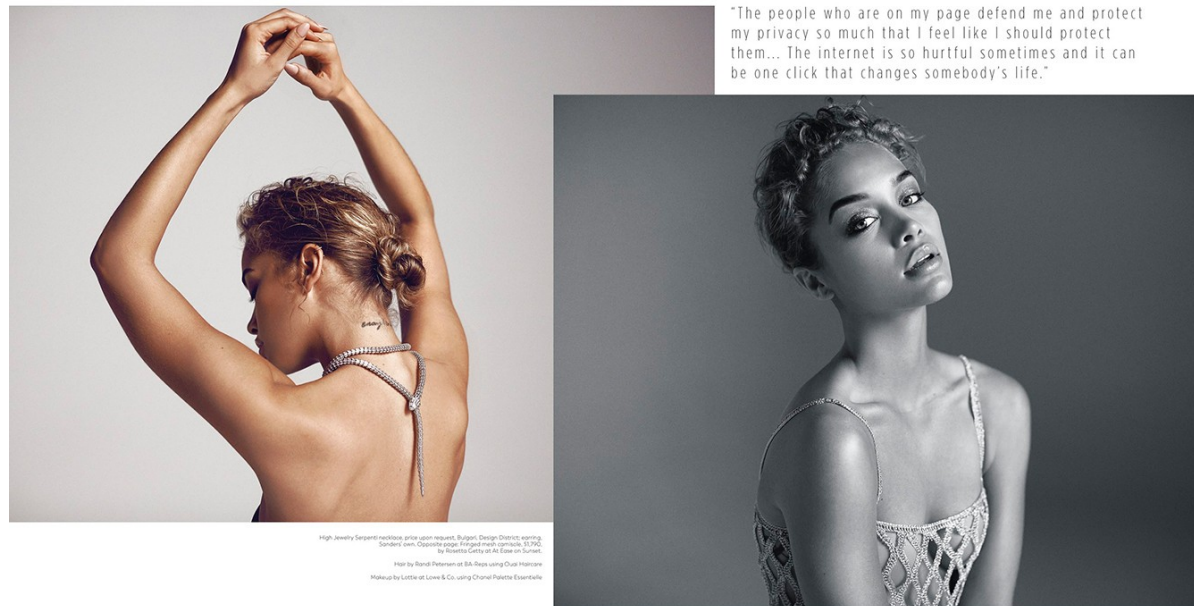 "The people who are on my page defend me and protect
my privacy so much that I feel like I should protect
them... The internet is so hurtful sometimes and it can
be one click that changes somebody's life."
High Jewelry Serpenti necklace, price upon request, Bulgari, Design District; earring,
Sanders' own. Opposite page: Fringed mesh camisole, $1,790,
by Rosetta Getty at At Ease on Sunset.
Hair by Randi Petersen at BA-Reps using Ouai Haircare
Makeup by Lottie at Lowe & Co. using Chanel Palette Essentielle